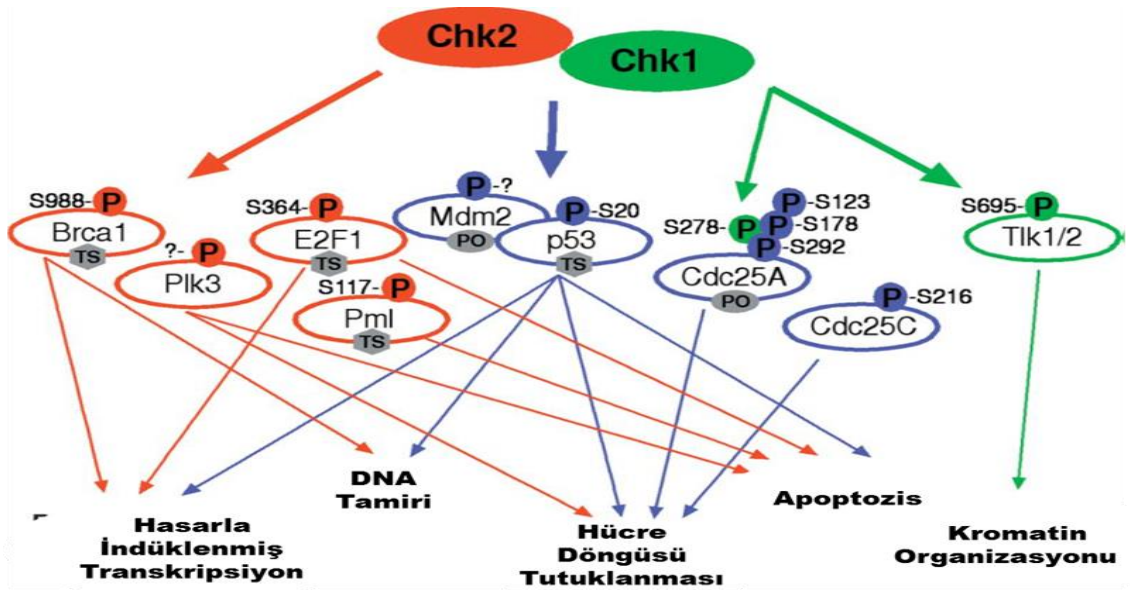 Chk2
Chk1
S988-P
Brca1
TS
?-P
Plk3
S364-P
E2F1
TS
S117-P
Pml
TS
P-?
Mdm2
PO
P-S20
p53
TS
P-S123
P-S178
S278-P
P-S292
Cdc25A
PO
P-S216
Cdc25C
S695-P
Tlk1/2
DNA
Tamiri
Hasarla
İndüklenmiş
Transkripsiyon
Hücre
Döngüsü
Tutuklanması
Apoptozis
Kromatin
Organizasyonu